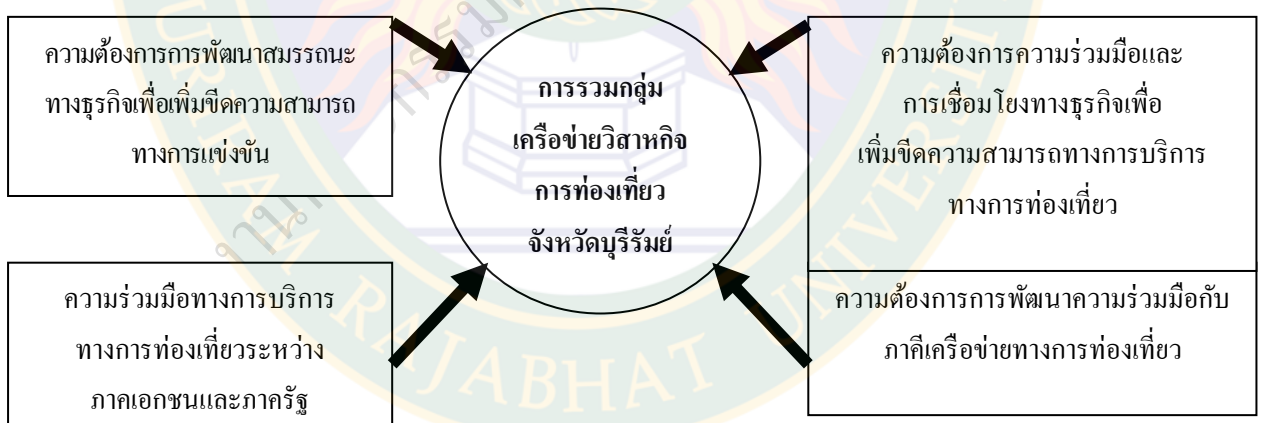 ความต้องการการพัฒนาสมรรถนะ
ทางธุรกิจเพื่อเพิ่มขีดความสามารถ
ทางการแข่งขัน
การรวมกลุ่ม
เครือข่ายวิสาหกิจ
การท่องเที่ยว
จังหวัดบุรีรัมย์
ความต้องการความร่วมมือและ
การเชื่อมโยงทางธุรกิจเพื่อ
เพิ่มขีดความสามารถทางการบริการ
ทางการท่องเที่ยว
ความร่วมมือทางการบริการ
ทางการท่องเที่ยวระหว่าง
ภาคเอกชนและภาครัฐ
ความต้องการการพัฒนาความร่วมมือกับ
ภาคีเครือข่ายทางการท่องเที่ยว
RAJABHAT